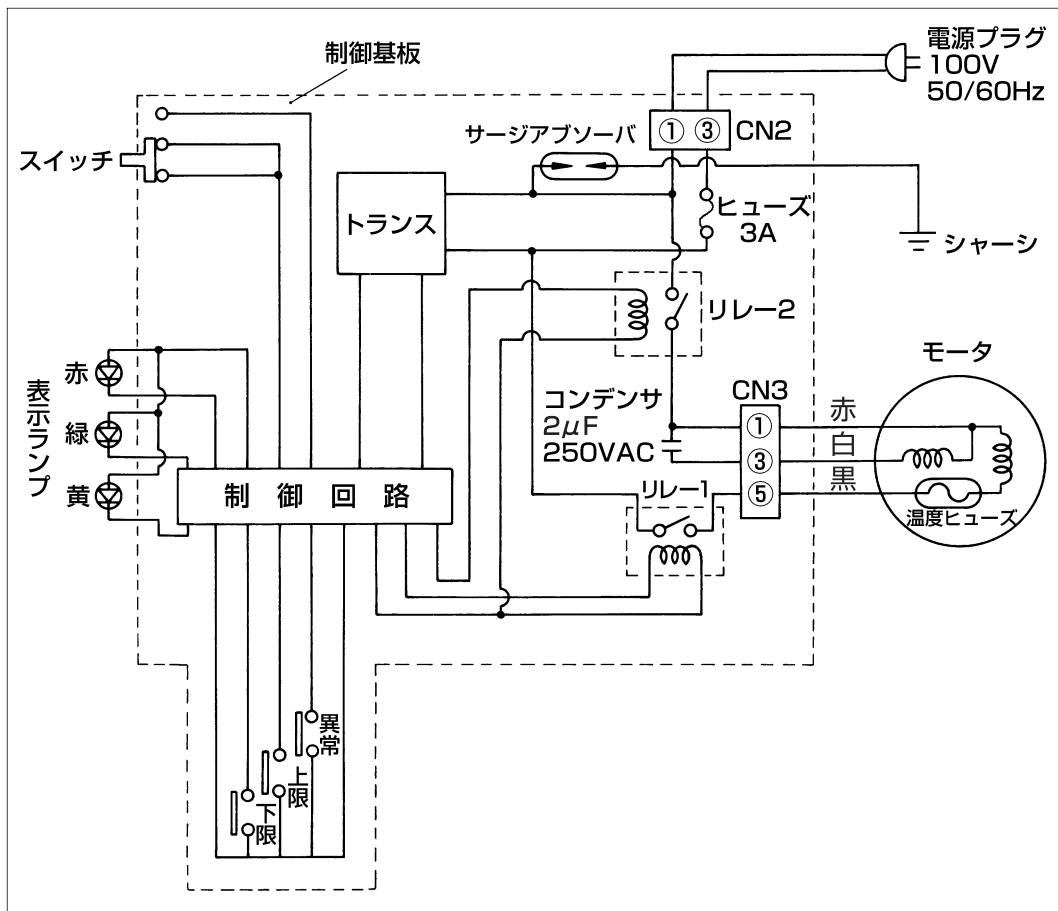 制御基板
電源プラグ
100V
50/60Hz
サージアブソーバ
① ③ CN2
スイッチ
トランス
ヒューズ
3A
シャーシ
リレー2
モータ
赤
緑
黄
表示ランプ
コンデンサ
2μF
250VAC
CN3
①
③
⑤
赤
白
黒
リレー1
温度ヒューズ
制御回路
異常
上限
下限